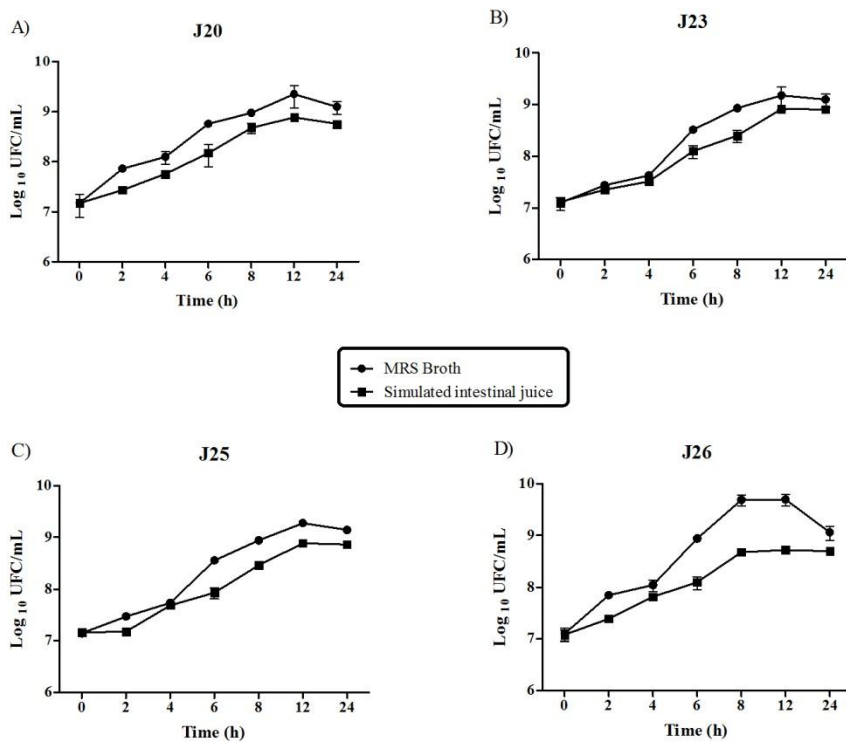 A)
J20
10
9
8
7
6
Log 10 UFC/mL
0 2 4 6 8 12 24
Time (h)
B)
J23
10
9
8
7
6
Log 10 UFC/mL
0 2 4 6 8 12 24
Time (h)
MRS Broth
Simulated intestinal juice
C)
J25
10
9
8
7
6
Log 10 UFC/mL
0 2 4 6 8 12 24
Time (h)
D)
J26
10
9
8
7
6
Log 10 UFC/mL
0 2 4 6 8 12 24
Time (h)